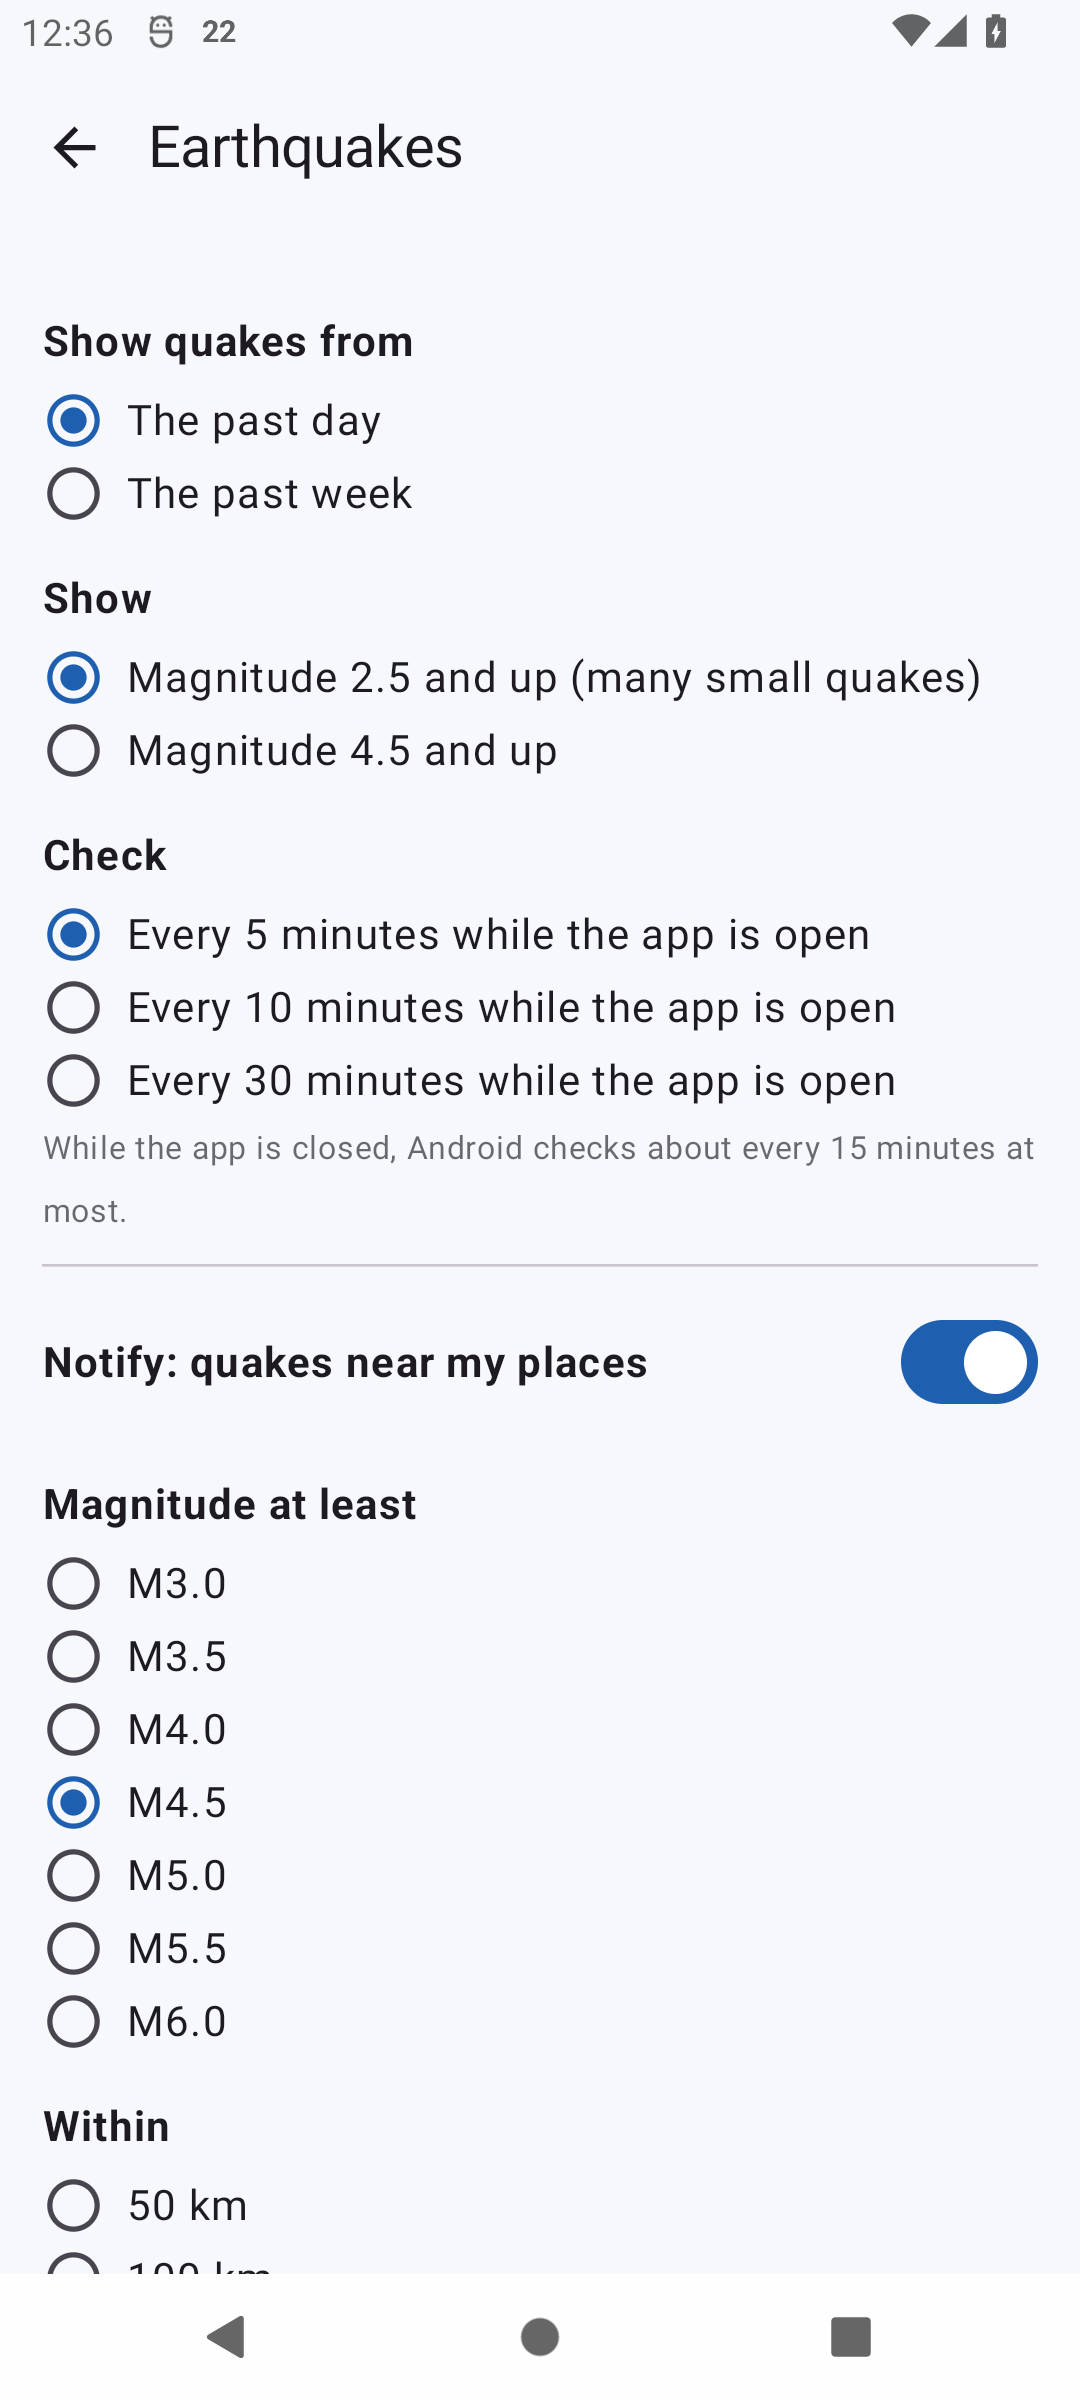 12:36 22
Earthquakes
Show quakes from
The past day
The past week
Show
Magnitude 2.5 and up (many small quakes)
Magnitude 4.5 and up
Check
Every 5 minutes while the app is open
Every 10 minutes while the app is open
Every 30 minutes while the app is open
While the app is closed, Android checks about every 15 minutes at
most.
Notify: quakes near my places
Magnitude at least
M3.0
M3.5
M4.0
M4.5
M5.0
M5.5
M6.0
Within
50 km
100 km